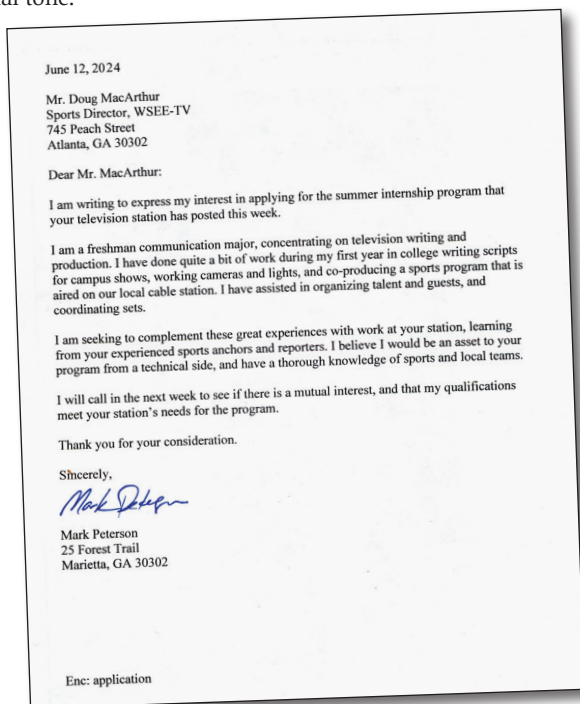 al tone.
June 12, 2024
Mr. Doug MacArthur
Sports Director, WSEE-TV
745 Peach Street
Atlanta, GA 30302
Dear Mr. MacArthur:
I am writing to express my interest in applying for the summer internship program that
your television station has posted this week.
I am a freshman communication major, concentrating on television writing and
production. I have done quite a bit of work during my first year in college writing scripts
for campus shows, working cameras and lights, and co-producing a sports program that is
aired on our local cable station. I have assisted in organizing talent and guests, and
coordinating sets.
I am seeking to complement these great experiences with work at your station, learning
from your experienced sports anchors and reporters. I believe I would be an asset to your
program from a technical side, and have a thorough knowledge of sports and local teams.
I will call in the next week to see if there is a mutual interest, and that my qualifications
meet your station's needs for the program.
Thank you for your consideration.
Sincerely,
Mark Peterson
Mark Peterson
25 Forest Trail
Marietta, GA 30302
Enc: application